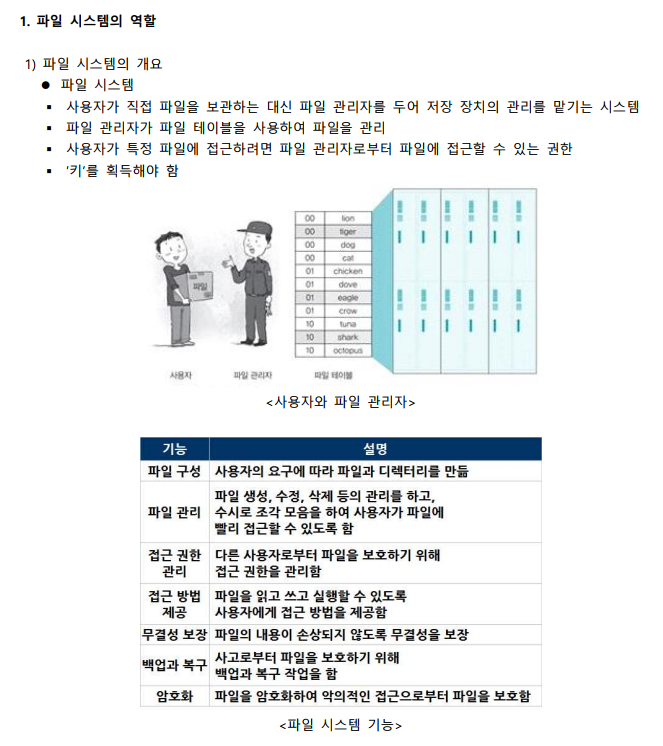 1. 파일 시스템의 역할
1) 파일 시스템의 개요
● 파일 시스템
▪ 사용자가 직접 파일을 보관하는 대신 파일 관리자를 두어 저장 장치의 관리를 맡기는 시스템
▪ 파일 관리자가 파일 테이블을 사용하여 파일을 관리
▪ 사용자가 특정 파일에 접근하려면 파일 관리자로부터 파일에 접근할 수 있는 권한
▪ '키'를 획득해야 함
파일
00 lion
00 tiger
00 dog
00 cat
01 chicken
01 dove
01 eagle
01 crow
10 tuna
10 shark
10 octopus
사용자 파일 관리자 파일 테이블
<사용자와 파일 관리자>
기능 설명
파일 구성 사용자의 요구에 따라 파일과 디렉터리를 만듦
파일 관리 파일 생성, 수정, 삭제 등의 관리를 하고,
수시로 조각 모음을 하여 사용자가 파일에
빨리 접근할 수 있도록 함
접근 권한 관리 다른 사용자로부터 파일을 보호하기 위해
접근 권한을 관리함
접근 방법 제공 파일을 읽고 쓰고 실행할 수 있도록
사용자에게 접근 방법을 제공함
무결성 보장 파일의 내용이 손상되지 않도록 무결성을 보장
백업과 복구 사고로부터 파일을 보호하기 위해
백업과 복구 작업을 함
암호화 파일을 암호화하여 악의적인 접근으로부터 파일을 보호함
<파일 시스템 기능>